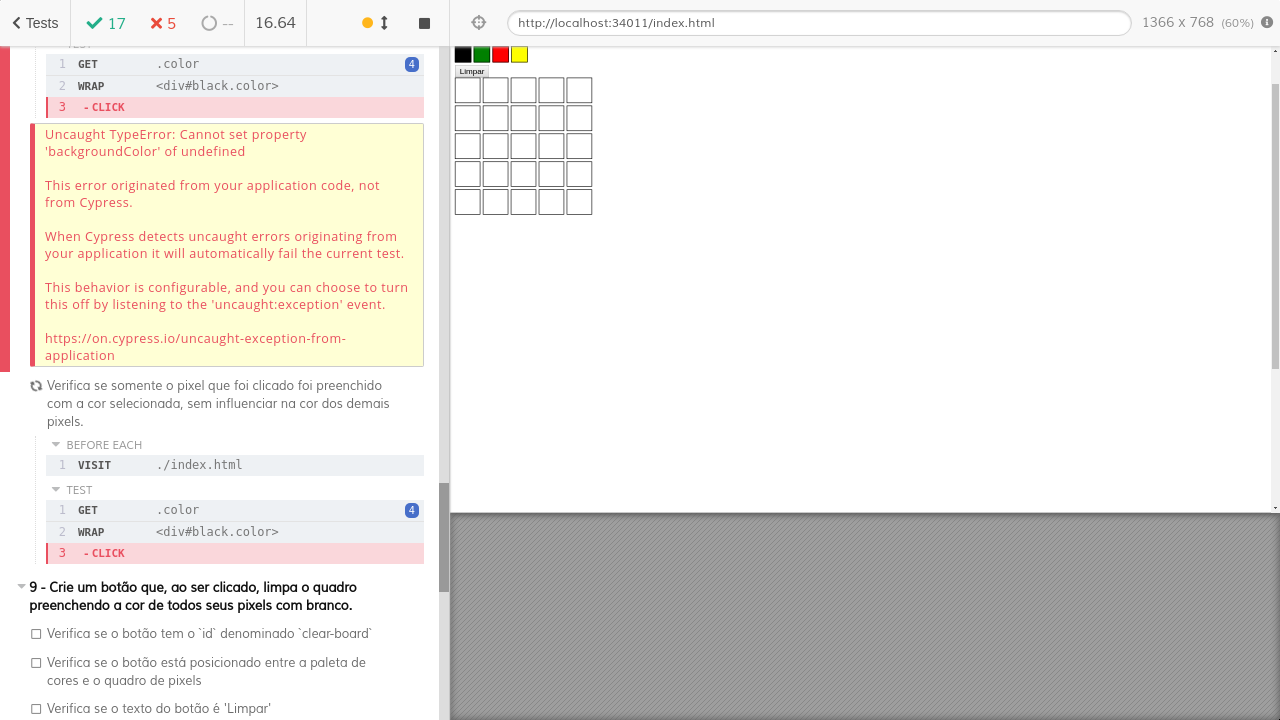 Tests 17 5 -- 16.64 http://localhost:34011/index.html 1366 x 768 (60%)
TEST
1 GET .color 4
2 WRAP <div#black.color>
3 - CLICK
Uncaught TypeError: Cannot set property
'backgroundColor' of undefined
This error originated from your application code, not
from Cypress.
When Cypress detects uncaught errors originating from
your application it will automatically fail the current test.
This behavior is configurable, and you can choose to turn
this off by listening to the 'uncaught:exception' event.
https://on.cypress.io/uncaught-exception-from-
application
Verifica se somente o pixel que foi clicado foi preenchido
com a cor selecionada, sem influenciar na cor dos demais
pixels.
BEFORE EACH
1 VISIT ./index.html
TEST
1 GET .color 4
2 WRAP <div#black.color>
3 - CLICK
9 - Crie um botão que, ao ser clicado, limpa o quadro
preenchendo a cor de todos seus pixels com branco.
Verifica se o botão tem o `id` denominado `clear-board`
Verifica se o botão está posicionado entre a paleta de
cores e o quadro de pixels
Verifica se o texto do botão é 'Limpar'
Limpar